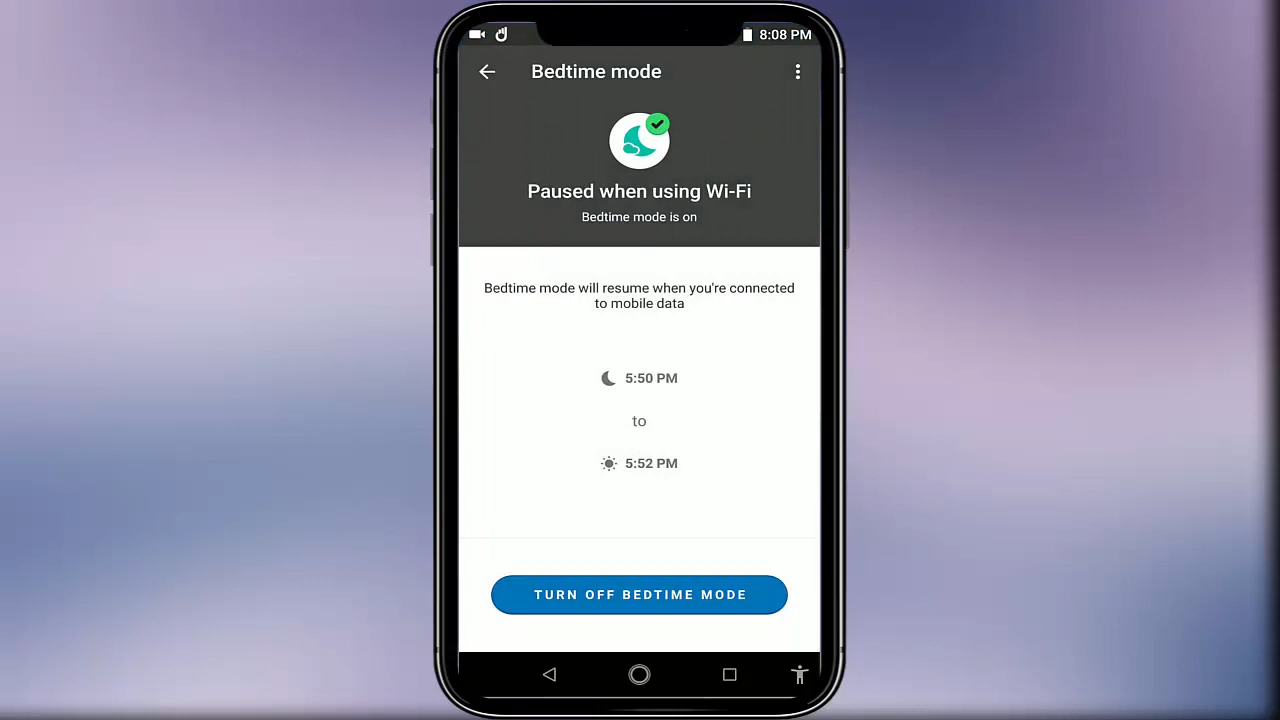 8:08 PM
Bedtime mode
Paused when using Wi-Fi
Bedtime mode is on
Bedtime mode will resume when you're connected
to mobile data
5:50 PM
to
5:52 PM
TURN OFF BEDTIME MODE